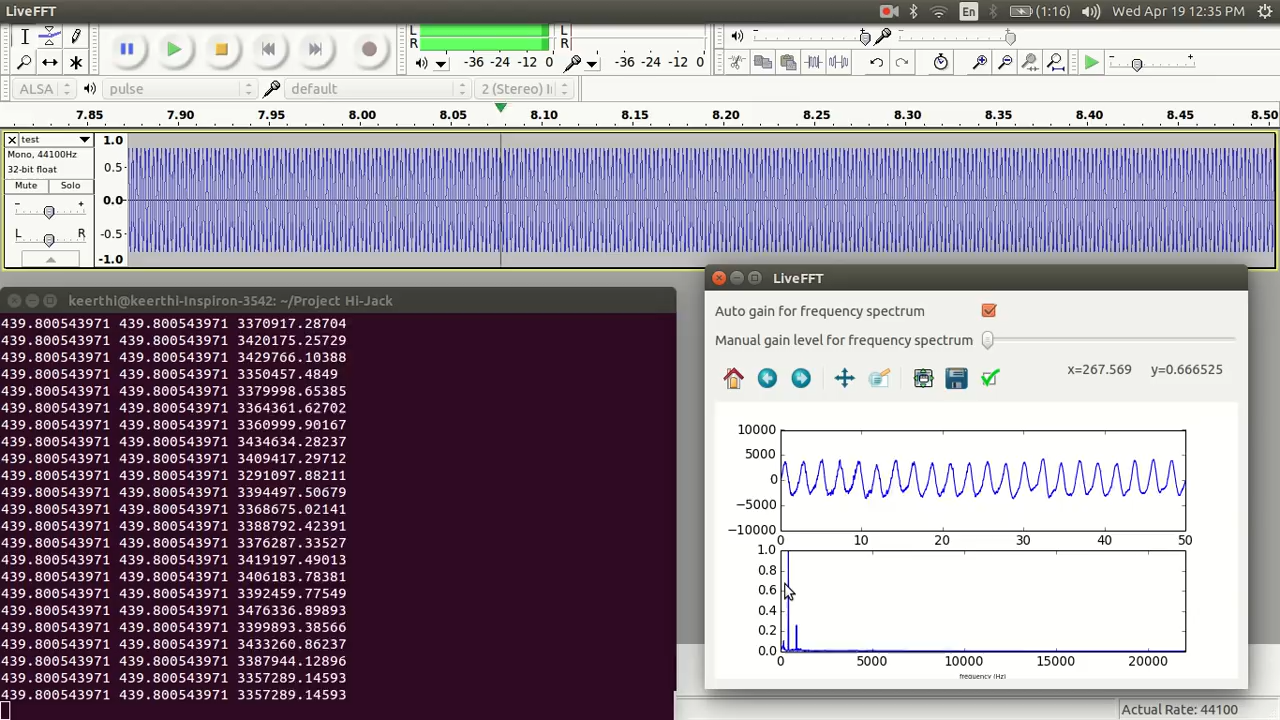 LiveFFT
En
(1:16)
Wed Apr 19 12:35 PM
L
R
-36 -24 -12 0
L
R
-36 -24 -12 0
ALSA
pulse
default
2 (Stereo) I
7.85 7.90 7.95 8.00 8.05 8.10 8.15 8.20 8.25 8.30 8.35 8.40 8.45 8.50
test
Mono, 44100Hz
32-bit float
Mute Solo
- +
L R
1.0
0.5
0.0
-0.5
-1.0
keerthi@keerthi-Inspiron-3542: ~/Project Hi-Jack
439.800543971 439.800543971 3370917.28704
439.800543971 439.800543971 3420175.25729
439.800543971 439.800543971 3429766.10388
439.800543971 439.800543971 3350457.4849
439.800543971 439.800543971 3379998.65385
439.800543971 439.800543971 3364361.62702
439.800543971 439.800543971 3360999.90167
439.800543971 439.800543971 3434634.28237
439.800543971 439.800543971 3409417.29712
439.800543971 439.800543971 3291097.88211
439.800543971 439.800543971 3394497.50679
439.800543971 439.800543971 3368675.02141
439.800543971 439.800543971 3388792.42391
439.800543971 439.800543971 3376287.33527
439.800543971 439.800543971 3419197.49013
439.800543971 439.800543971 3406183.78381
439.800543971 439.800543971 3392459.77549
439.800543971 439.800543971 3476336.89893
439.800543971 439.800543971 3399893.38566
439.800543971 439.800543971 3433260.86237
439.800543971 439.800543971 3387944.12896
439.800543971 439.800543971 3357289.14593
439.800543971 439.800543971 3357289.14593
LiveFFT
Auto gain for frequency spectrum
Manual gain level for frequency spectrum
x=267.569 y=0.666525
10000
5000
0
−5000
−10000
0 10 20 30 40 50
1.0
0.8
0.6
0.4
0.2
0.0
0 5000 10000 15000 20000
frequency (Hz)
Actual Rate: 44100